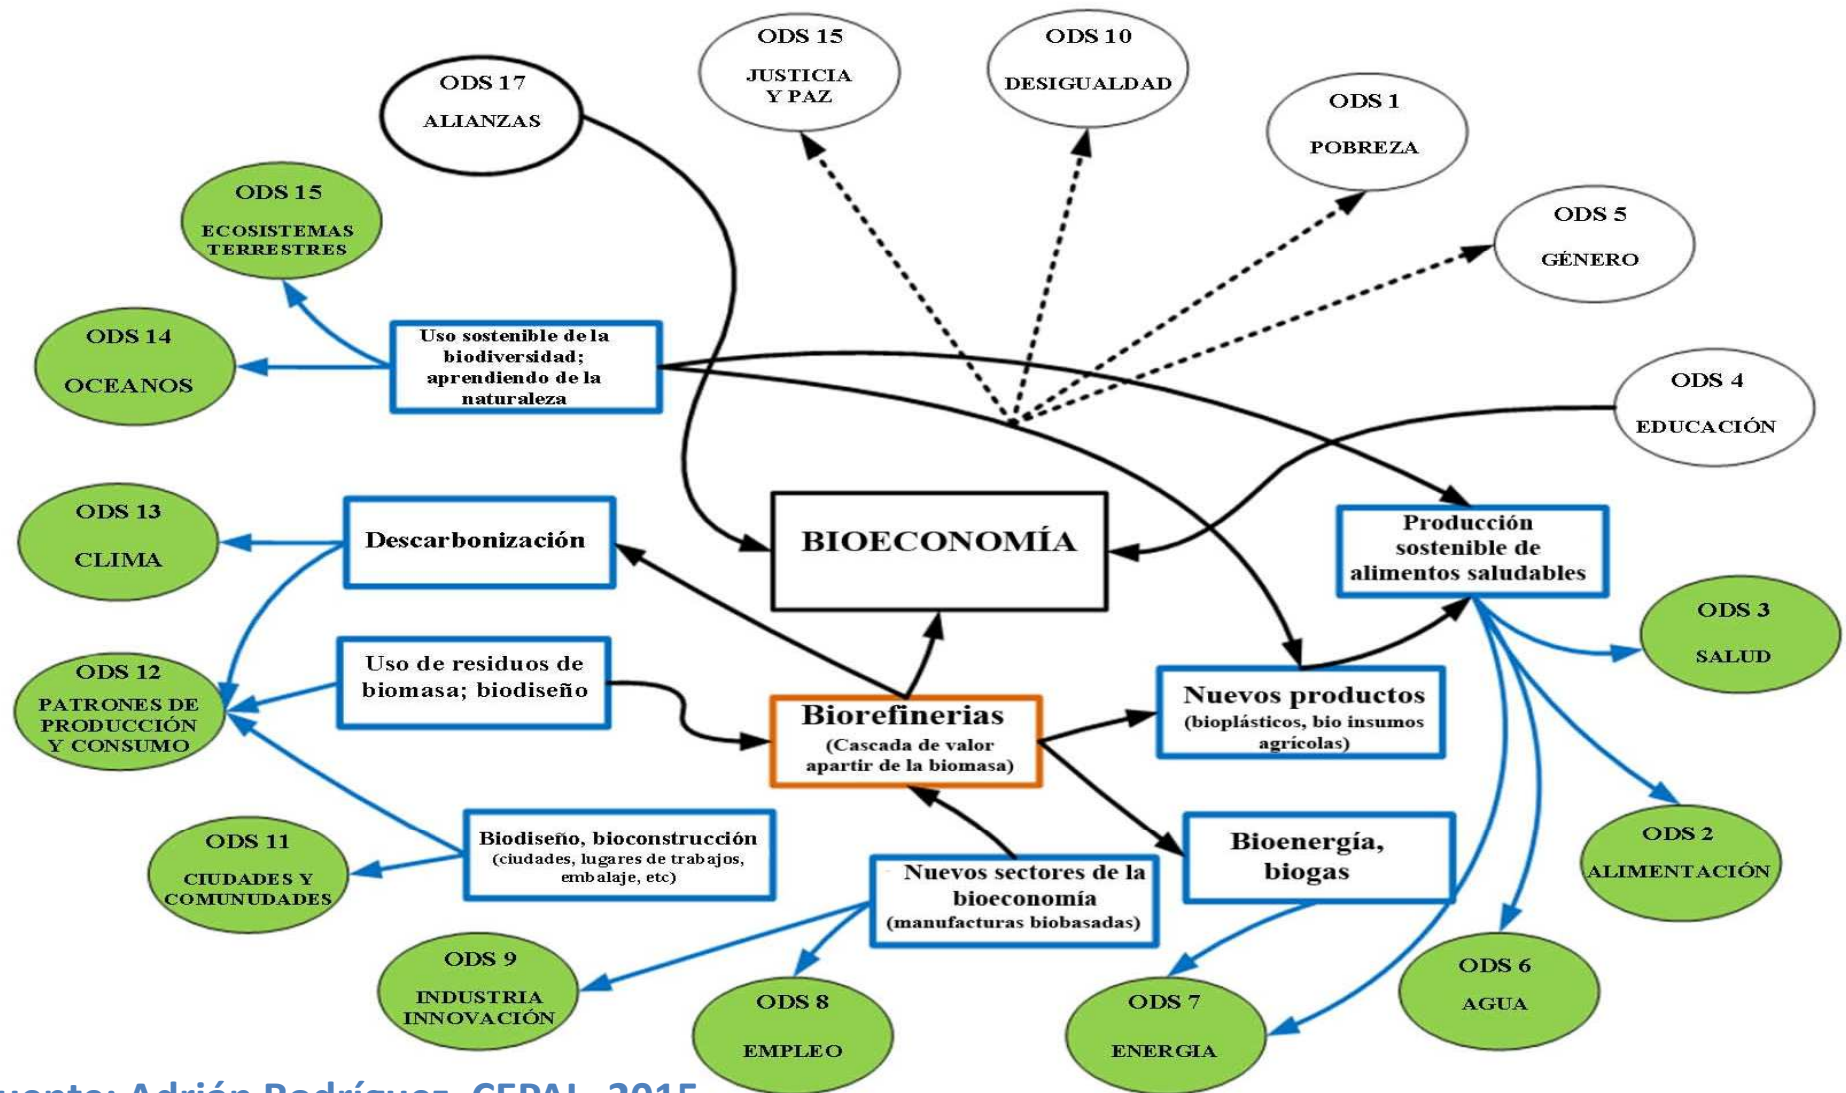 ODS 17
ALIANZAS
ODS 15
JUSTICIA
Y PAZ
ODS 10
DESIGUALDAD
ODS 1
POBREZA
ODS 5
GÉNERO
ODS 15
ECOSISTEMAS
TERRESTRES
ODS 14
OCEANOS
Uso sostenible de la
biodiversidad;
aprendiendo de la
naturaleza
ODS 4
EDUCACIÓN
ODS 13
CLIMA
Descarbonización
BIOECONOMÍA
Producción
sostenible de
alimentos saludables
ODS 3
SALUD
ODS 12
PATRONES DE
PRODUCCIÓN
Y CONSUMO
Uso de residuos de
biomasa; biodiseño
Biorefinerias
(Cascada de valor
apartir de la biomasa)
Nuevos productos
(bioplásticos, bio insumos
agrícolas)
ODS 11
CIUDADES Y
COMUNUDADES
Biodiseño, bioconstrucción
(ciudades, lugares de trabajos,
embalaje, etc)
Nuevos sectores de la
bioeconomía
(manufacturas biobasadas)
Bioenergía,
biogas
ODS 2
ALIMENTACIÓN
ODS 9
INDUSTRIA
INNOVACIÓN
ODS 8
EMPLEO
ODS 7
ENERGIA
ODS 6
AGUA
uente: Adrián Rodríguez, CEPAL, 2015